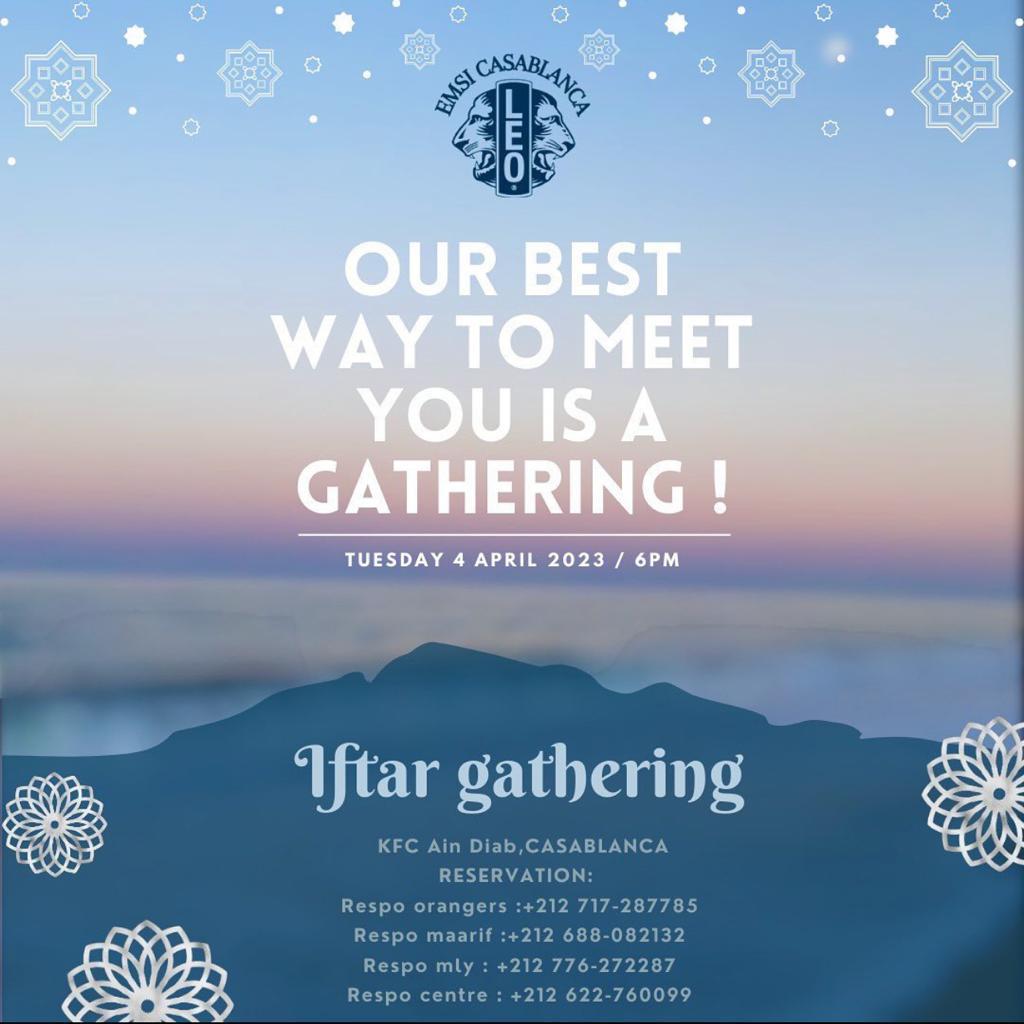 EMSI CASABLANCA
LEO
OUR BEST
WAY TO MEET
YOU IS A
GATHERING !
TUESDAY 4 APRIL 2023 / 6PM
Iftar gathering
KFC Ain Diab,CASABLANCA
RESERVATION:
Respo orangers :+212 717-287785
Respo maarif :+212 688-082132
Respo mly : +212 776-272287
Respo centre : +212 622-760099